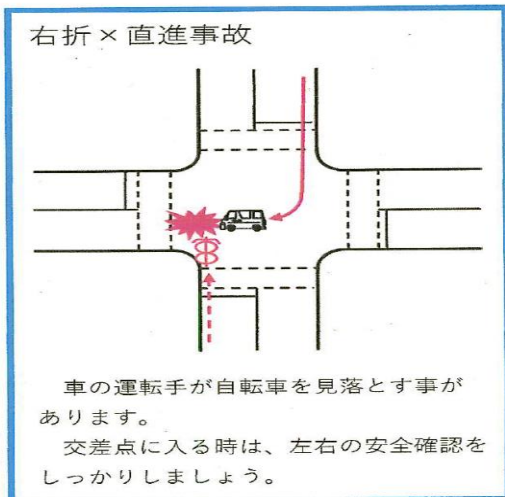 右折×直進事故
車の運転手が自転車を見落とす事が
あります。
交差点に入る時は、左右の安全確認を
しっかりしましょう。